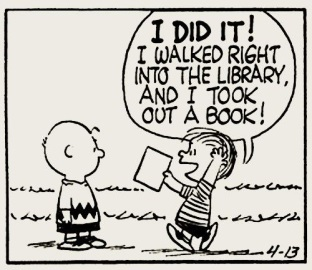 I DID IT!
I WALKED RIGHT
INTO THE LIBRARY,
AND I TOOK
OUT A BOOK!
4-13